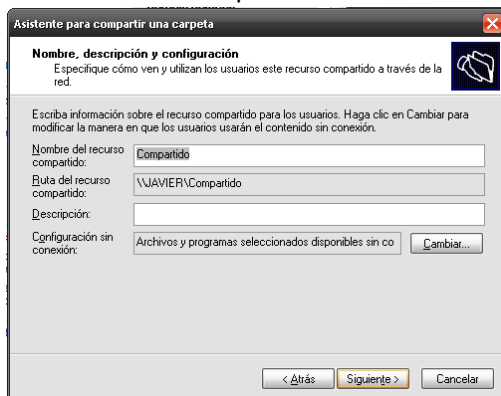 Asistente para compartir una carpeta
Nombre, descripción y configuración
Especifique cómo ven y utilizan los usuarios este recurso compartido a través de la
red.
Escriba información sobre el recurso compartido para los usuarios. Haga clic en Cambiar para
modificar la manera en que los usuarios usarán el contenido sin conexión.
Nombre del recurso
compartido:
Compartido
Ruta del recurso
compartido:
\\JAVIER\Compartido
Descripción:
Configuración sin
conexión:
Archivos y programas seleccionados disponibles sin co
Cambiar...
< Atrás
Siguiente >
Cancelar